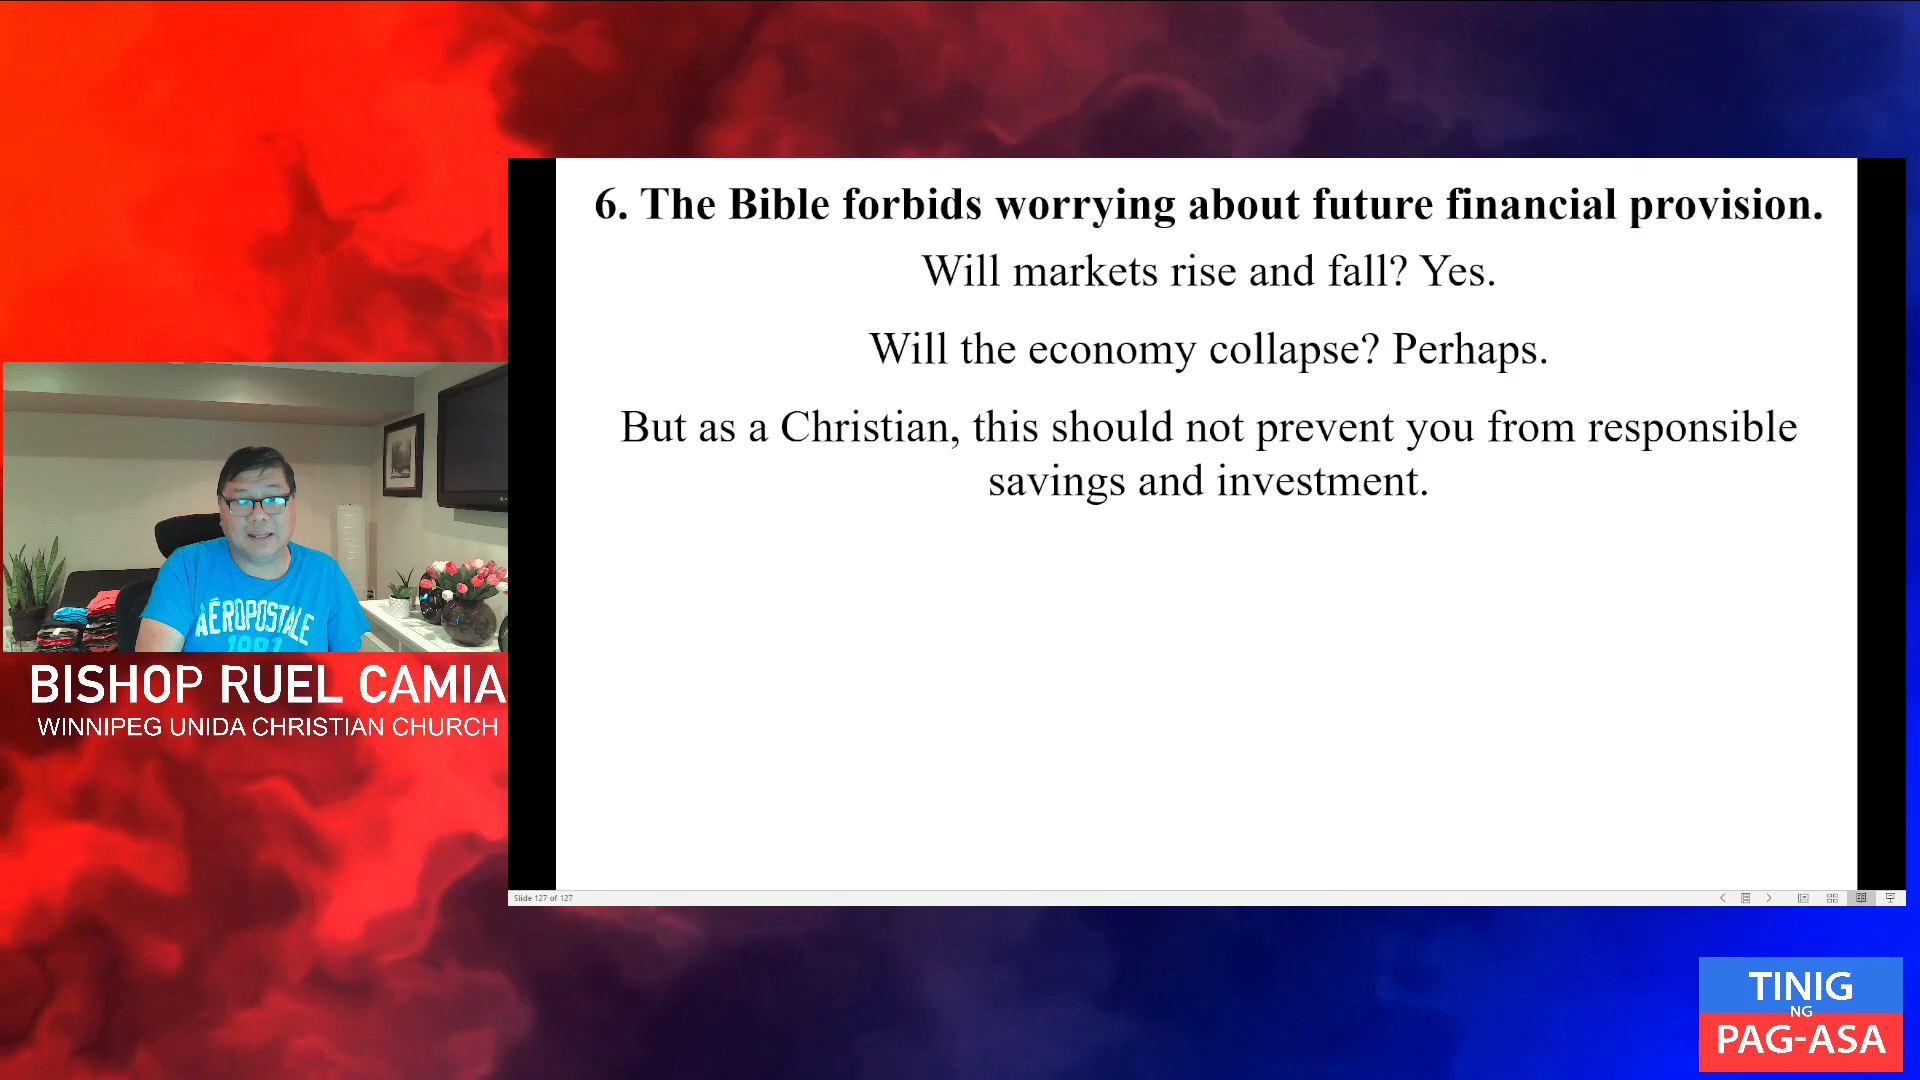 6. The Bible forbids worrying about future financial provision.
Will markets rise and fall? Yes.
Will the economy collapse? Perhaps.
But as a Christian, this should not prevent you from responsible
savings and investment.
AÉROPOSTALE
1987
BISHOP RUEL CAMIA
WINNIPEG UNIDA CHRISTIAN CHURCH
Slide 127 of 127
TINIG
NG
PAG-ASA